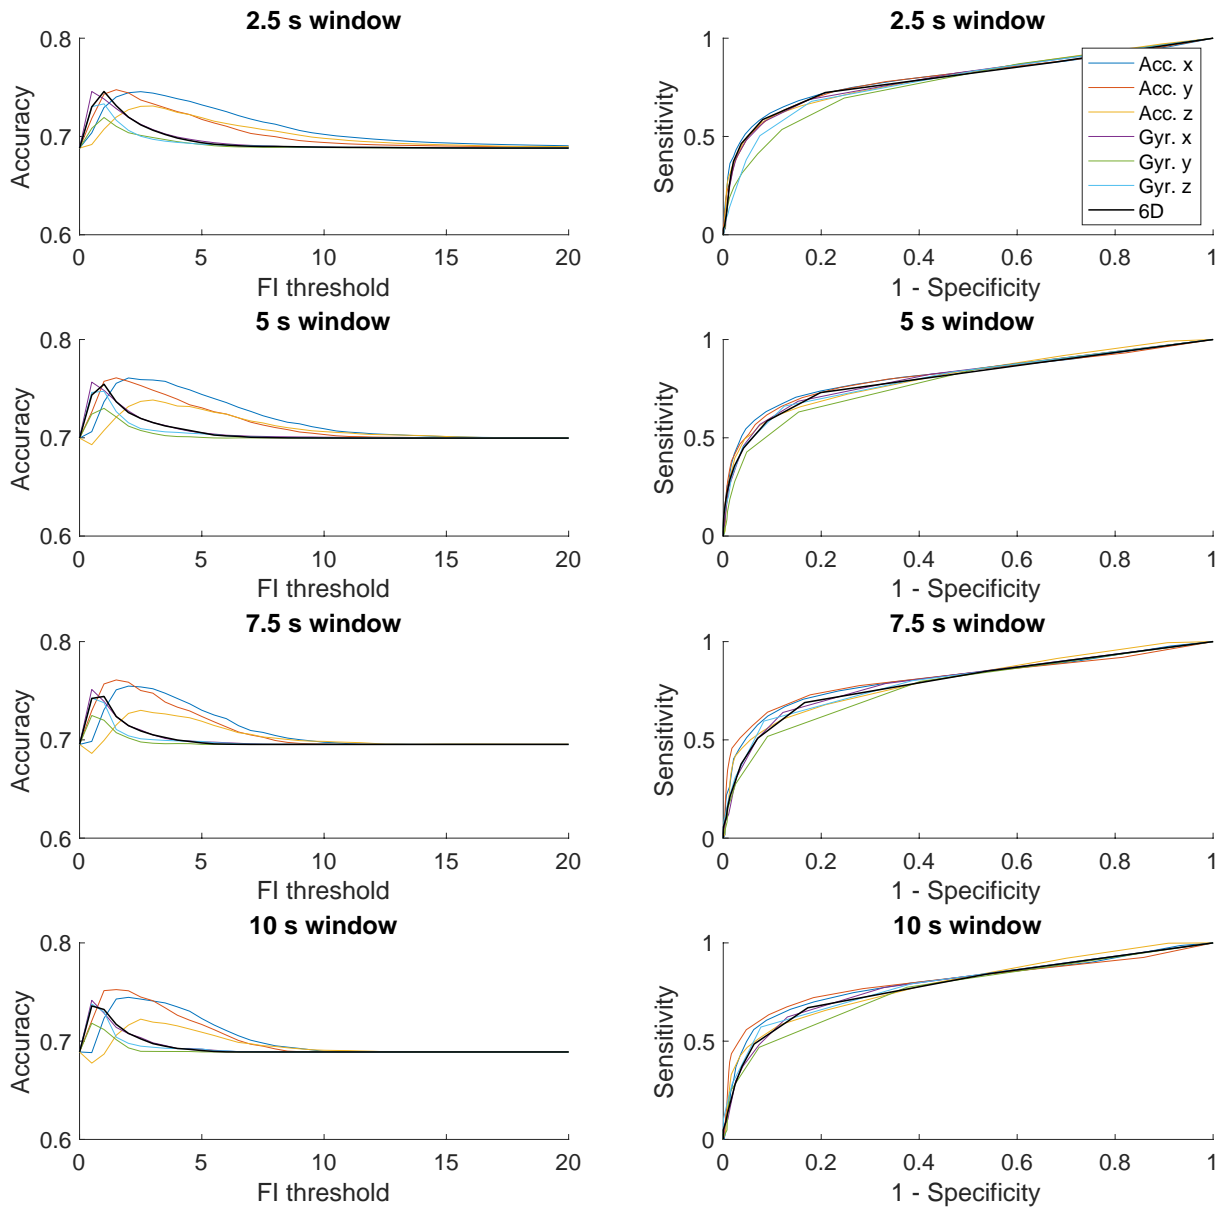 2.5 s window
0.8
0.7
0.6
Accuracy
0 5 10 15 20
FI threshold
2.5 s window
1
0.5
0
Sensitivity
Acc. x
Acc. y
Acc. z
Gyr. x
Gyr. y
Gyr. z
6D
0 0.2 0.4 0.6 0.8 1
1 - Specificity
5 s window
0.8
0.7
0.6
Accuracy
0 5 10 15 20
FI threshold
5 s window
1
0.5
0
Sensitivity
0 0.2 0.4 0.6 0.8 1
1 - Specificity
7.5 s window
0.8
0.7
0.6
Accuracy
0 5 10 15 20
FI threshold
7.5 s window
1
0.5
0
Sensitivity
0 0.2 0.4 0.6 0.8 1
1 - Specificity
10 s window
0.8
0.7
0.6
Accuracy
0 5 10 15 20
FI threshold
10 s window
1
0.5
0
Sensitivity
0 0.2 0.4 0.6 0.8 1
1 - Specificity